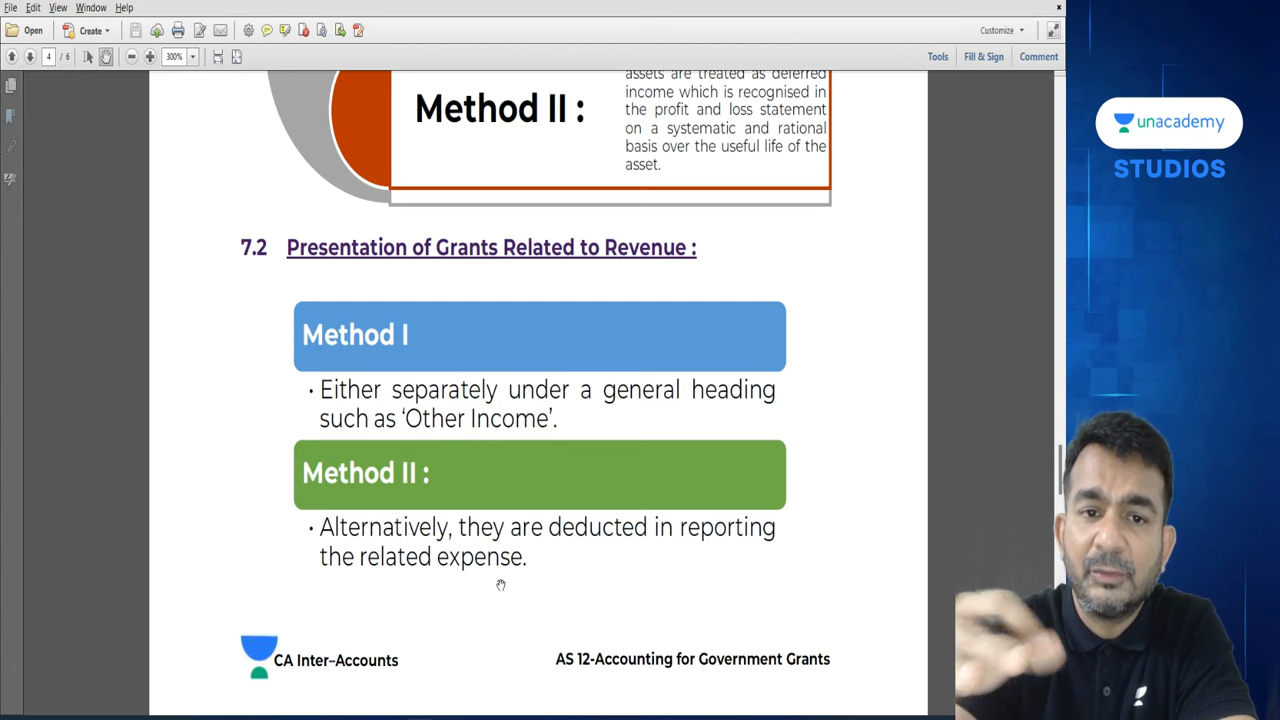 File Edit View Window Help
Open
Create
Customize
4 / 6
300%
Tools
Fill & Sign
Comment
assets are treated as deferred
income which is recognised in
the profit and loss statement
on a systematic and rational
basis over the useful life of the
asset.
Method II :
7.2 Presentation of Grants Related to Revenue :
Method I
• Either separately under a general heading
such as ‘Other Income’.
Method II :
• Alternatively, they are deducted in reporting
the related expense.
CA Inter–Accounts
AS 12-Accounting for Government Grants
unacademy
STUDIOS